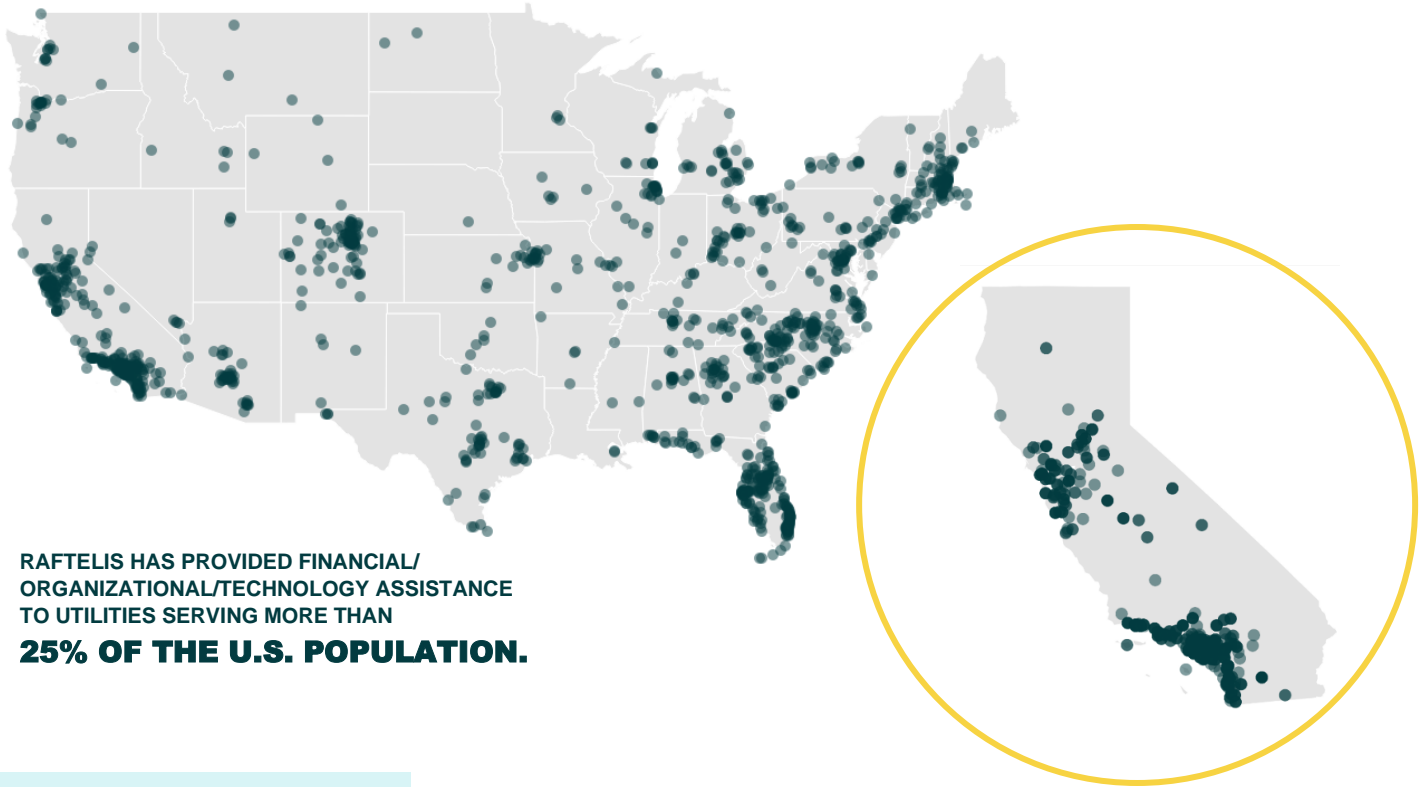 RAFTELIS HAS PROVIDED FINANCIAL/
ORGANIZATIONAL/TECHNOLOGY ASSISTANCE
TO UTILITIES SERVING MORE THAN
25% OF THE U.S. POPULATION.